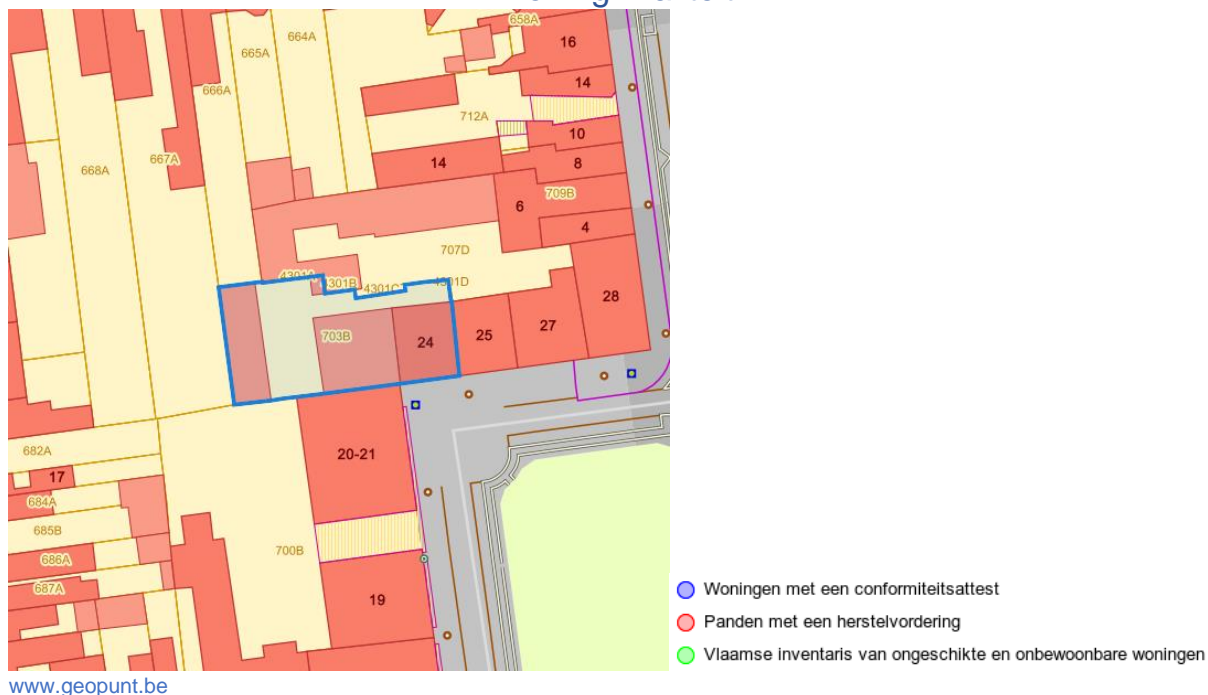 658A
664A
16
665A
14
666A
712A
10
667A
14
8
668A
709B
6
4
707D
4301A
4301B
4301C
4301D
28
703B
24
25
27
682A
20-21
17
684A
685B
700B
686A
687A
19
Woningen met een conformiteitsattest
Panden met een herstelvordering
Vlaamse inventaris van ongeschikte en onbewoonbare woningen
www.geopunt.be